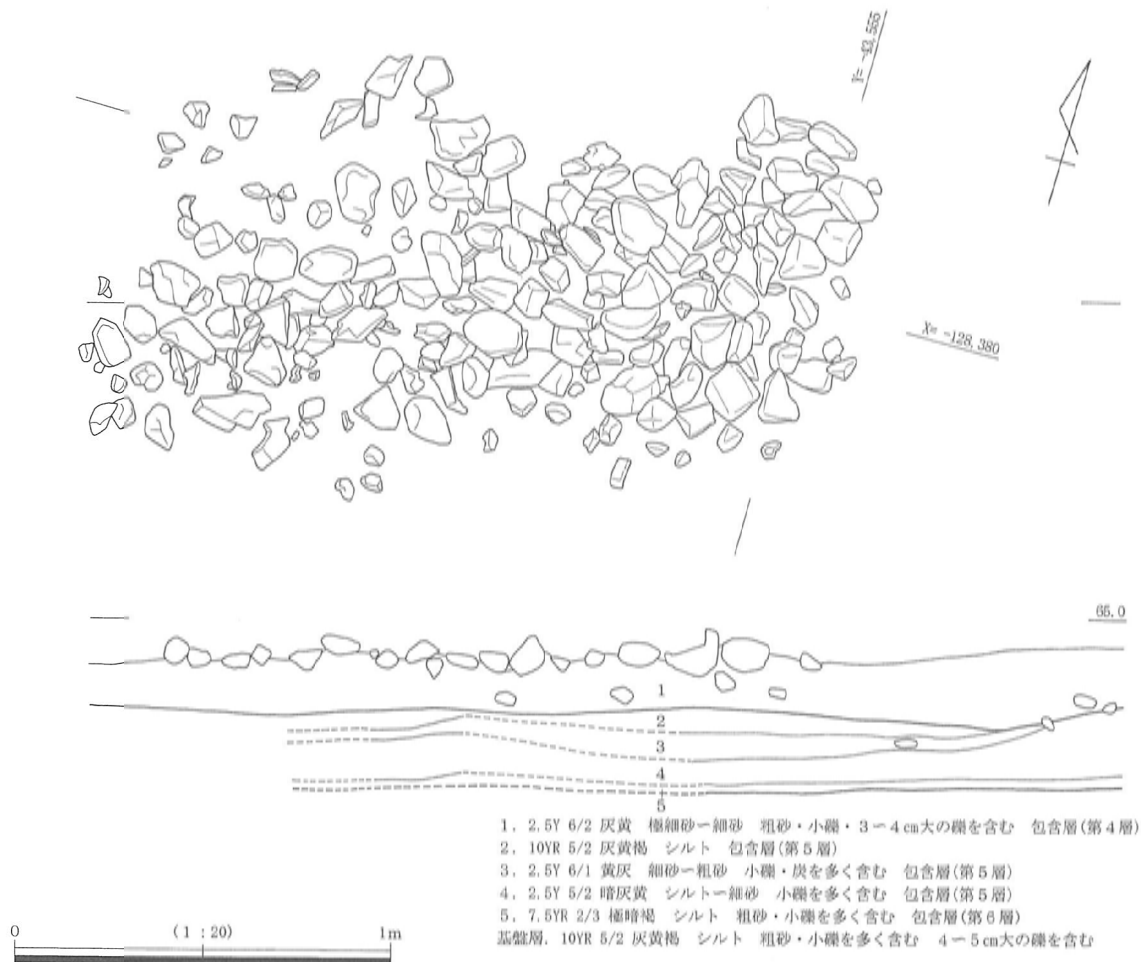 Y= -43,555
X= -128,380
65.0
1
2
3
4
5
1. 2.5Y 6/2 灰黄 極細砂〜細砂 粗砂・小礫・3〜4㎝大の礫を含む 包含層(第4層)
2. 10YR 5/2 灰黄褐 シルト 包含層(第5層)
3. 2.5Y 6/1 黄灰 細砂〜粗砂 小礫・炭を多く含む 包含層(第5層)
4. 2.5Y 5/2 暗灰黄 シルト〜細砂 小礫を多く含む 包含層(第5層)
5. 7.5YR 2/3 極暗褐 シルト 粗砂・小礫を多く含む 包含層(第6層)
基盤層. 10YR 5/2 灰黄褐 シルト 粗砂・小礫を多く含む 4〜5㎝大の礫を含む
0 (1:20) 1m